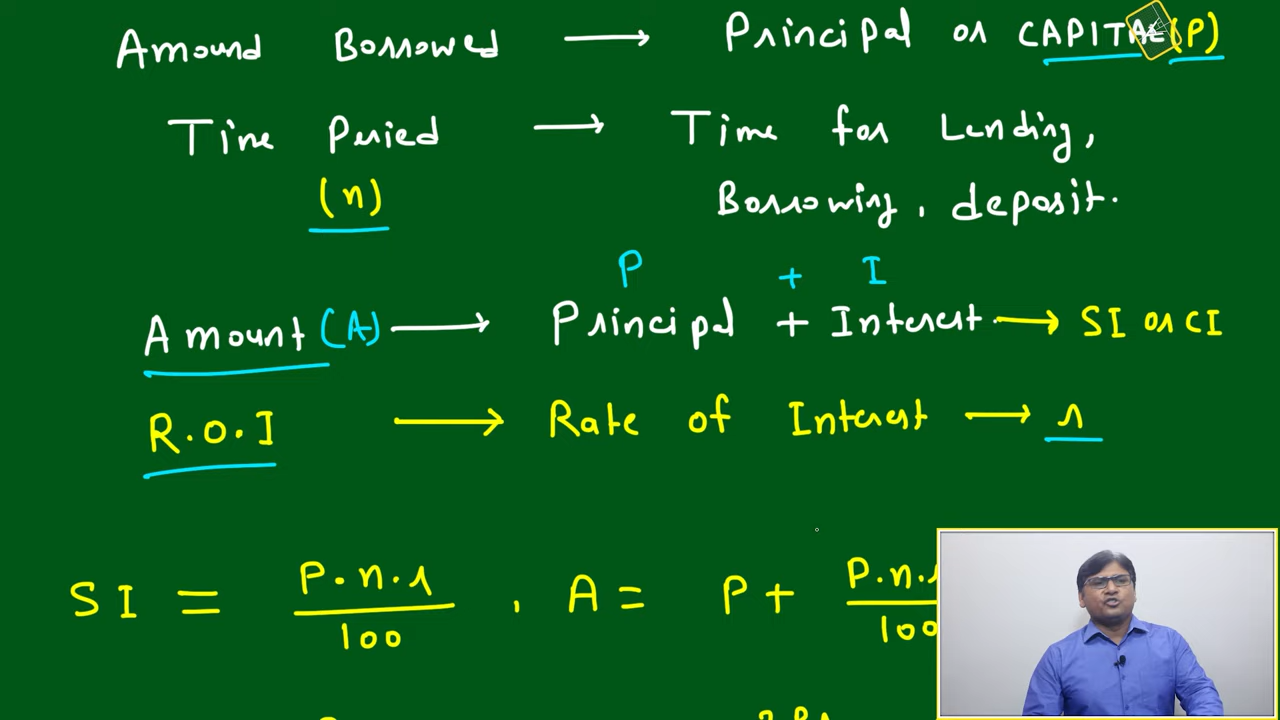 Amound Borrowed → Principal or CAPITAL (P)
Time Period → Time for Lending,
(n) Borrowing, deposit.
P + I
Amount (A) → Principal + Interest → SI or CI
R.O.I → Rate of Interest → r
SI = P.n.r / 100 , A = P + P.n.r / 100